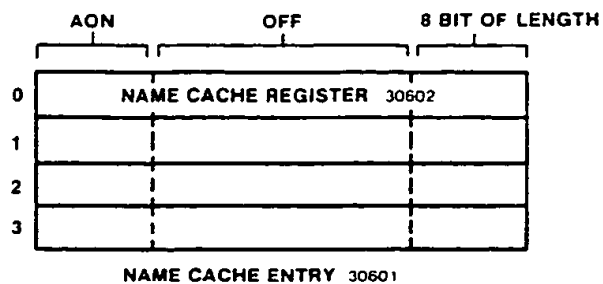 AON OFF 8 BIT OF LENGTH
0 NAME CACHE REGISTER 30602
1
2
3
NAME CACHE ENTRY 30601